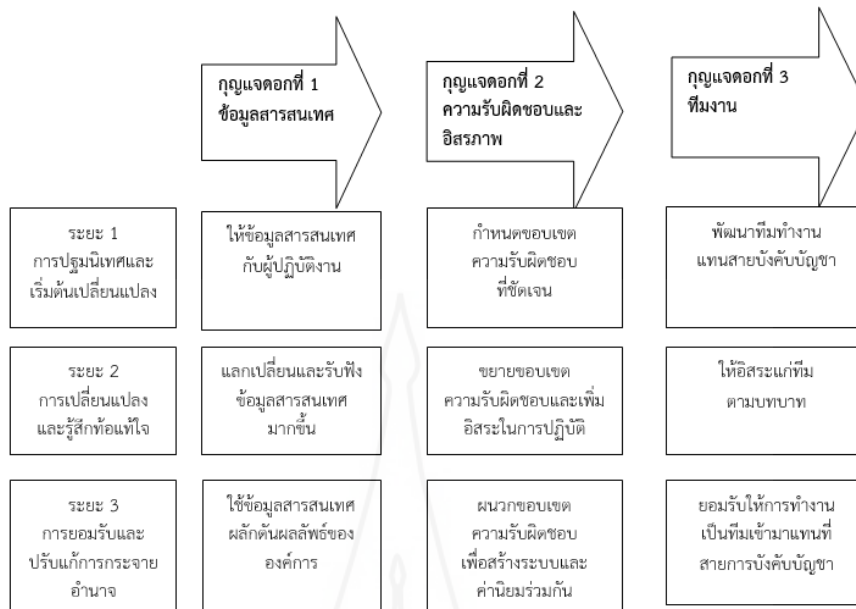 กุญแจดอกที่ 1
ข้อมูลสารสนเทศ
กุญแจดอกที่ 2
ความรับผิดชอบและ
อิสรภาพ
กุญแจดอกที่ 3
ทีมงาน
ระยะ 1
การปฐมนิเทศและ
เริ่มต้นเปลี่ยนแปลง
ให้ข้อมูลสารสนเทศ
กับผู้ปฏิบัติงาน
กำหนดขอบเขต
ความรับผิดชอบ
ที่ชัดเจน
พัฒนาทีมทำงาน
แทนสายบังคับบัญชา
ระยะ 2
การเปลี่ยนแปลง
และรู้สึกท้อแท้ใจ
แลกเปลี่ยนและรับฟัง
ข้อมูลสารสนเทศ
มากขึ้น
ขยายขอบเขต
ความรับผิดชอบและเพิ่ม
อิสระในการปฏิบัติ
ให้อิสระแก่ทีม
ตามบทบาท
ระยะ 3
การยอมรับและ
ปรับแก้การกระจาย
อำนาจ
ใช้ข้อมูลสารสนเทศ
ผลักดันผลลัพธ์ของ
องค์การ
ผนวกขอบเขต
ความรับผิดชอบ
เพื่อสร้างระบบและ
ค่านิยมร่วมกัน
ยอมรับให้การทำงาน
เป็นทีมเข้ามาแทนที่
สายการบังคับบัญชา